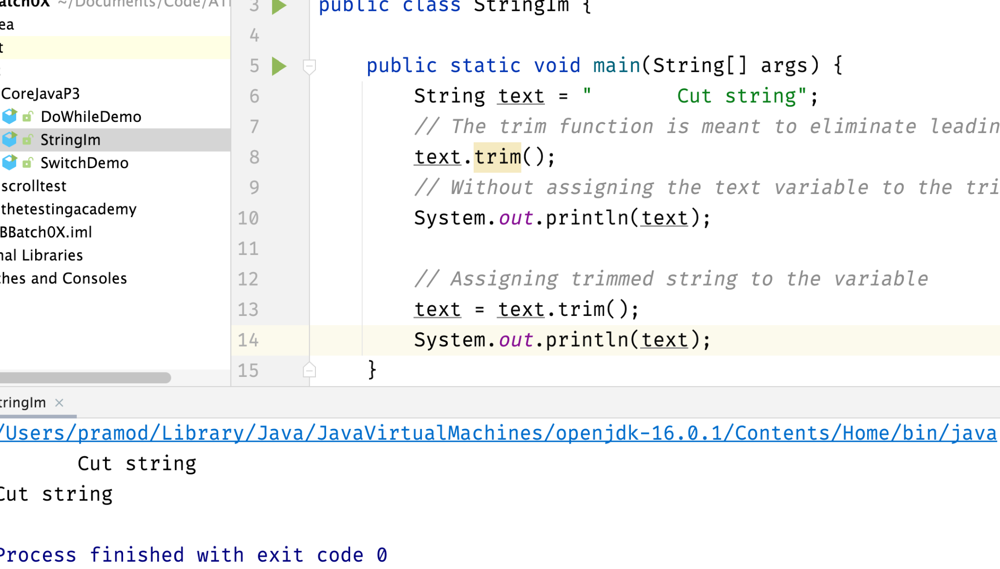 ~/Documents/Code/
ea
t
CoreJavaP3
DoWhileDemo
StringIm
SwitchDemo
scrolltest
thetestingacademy
BBatch0X.iml
nal Libraries
ches and Consoles
3 public class StringIm {
4
5 public static void main(String[] args) {
6 String text = "       Cut string";
7 // The trim function is meant to eliminate leadin
8 text.trim();
9 // Without assigning the text variable to the tri
10 System.out.println(text);
11
12 // Assigning trimmed string to the variable
13 text = text.trim();
14 System.out.println(text);
15 }
tringIm ×
/Users/pramod/Library/Java/JavaVirtualMachines/openjdk-16.0.1/Contents/Home/bin/java
       Cut string
Cut string
Process finished with exit code 0